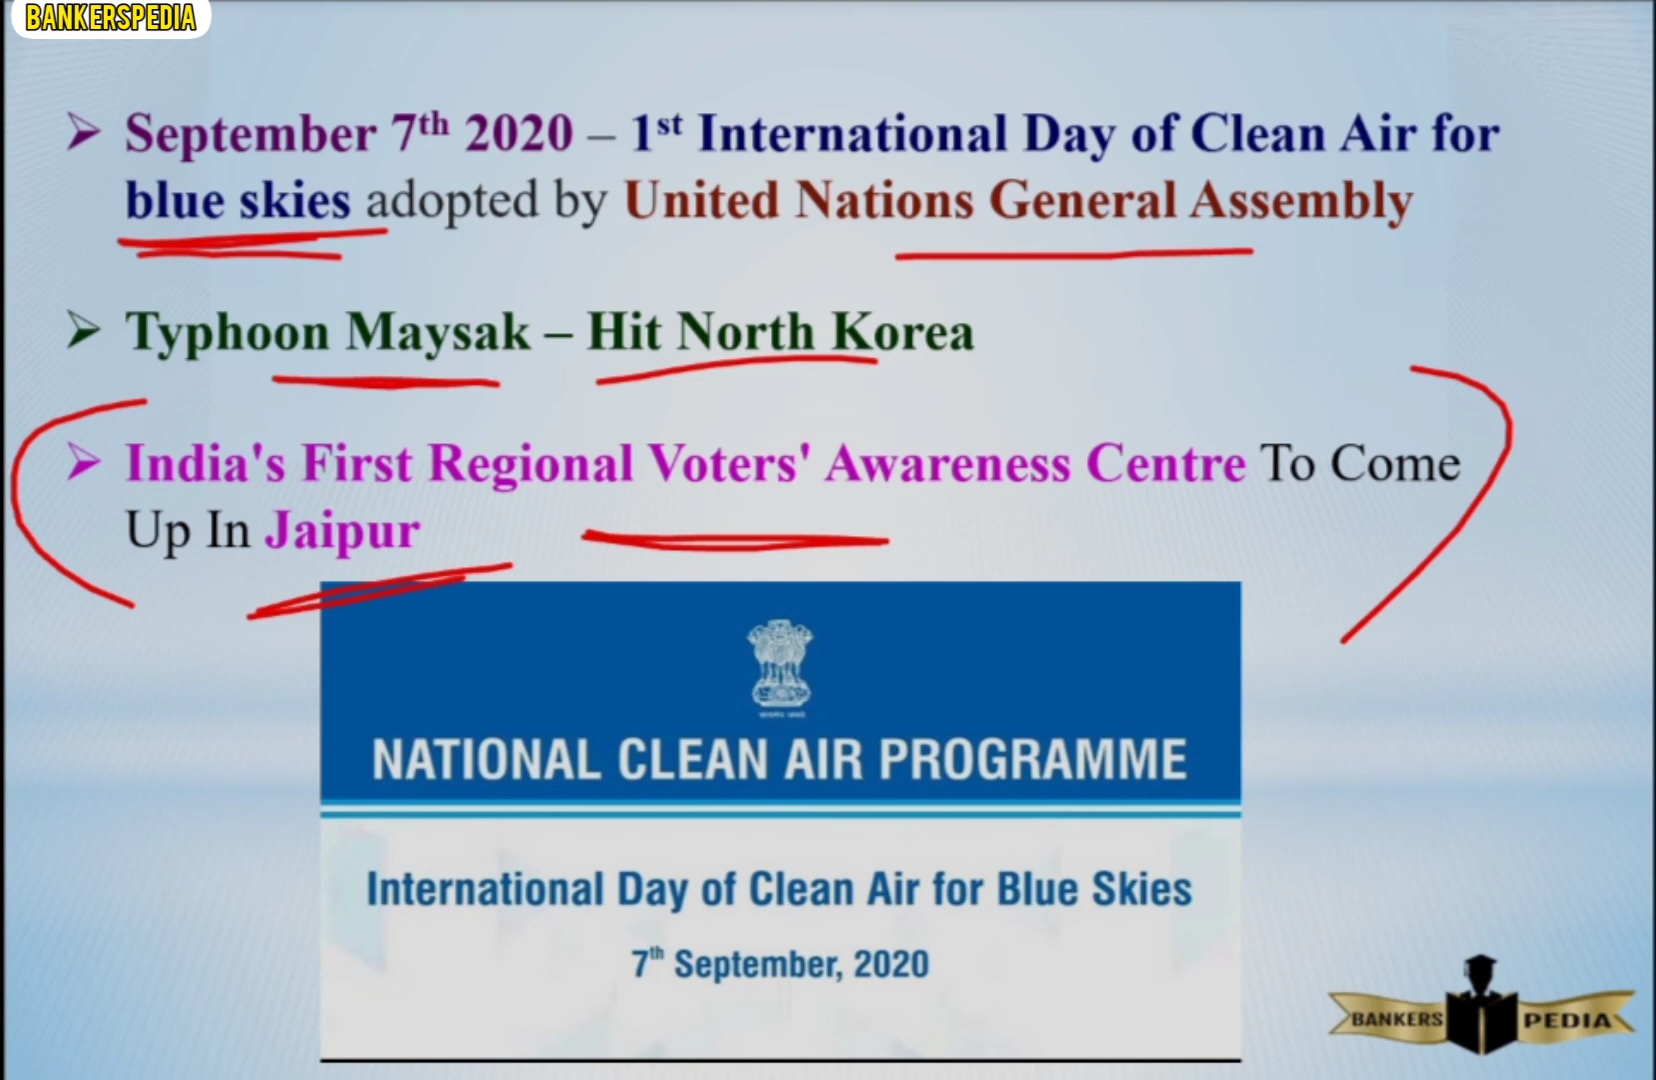 BANKERSPEDIA
➢ September 7th 2020 – 1st International Day of Clean Air for
blue skies adopted by United Nations General Assembly
➢ Typhoon Maysak – Hit North Korea
➢ India's First Regional Voters' Awareness Centre To Come
Up In Jaipur
NATIONAL CLEAN AIR PROGRAMME
International Day of Clean Air for Blue Skies
7th September, 2020
BANKERS PEDIA